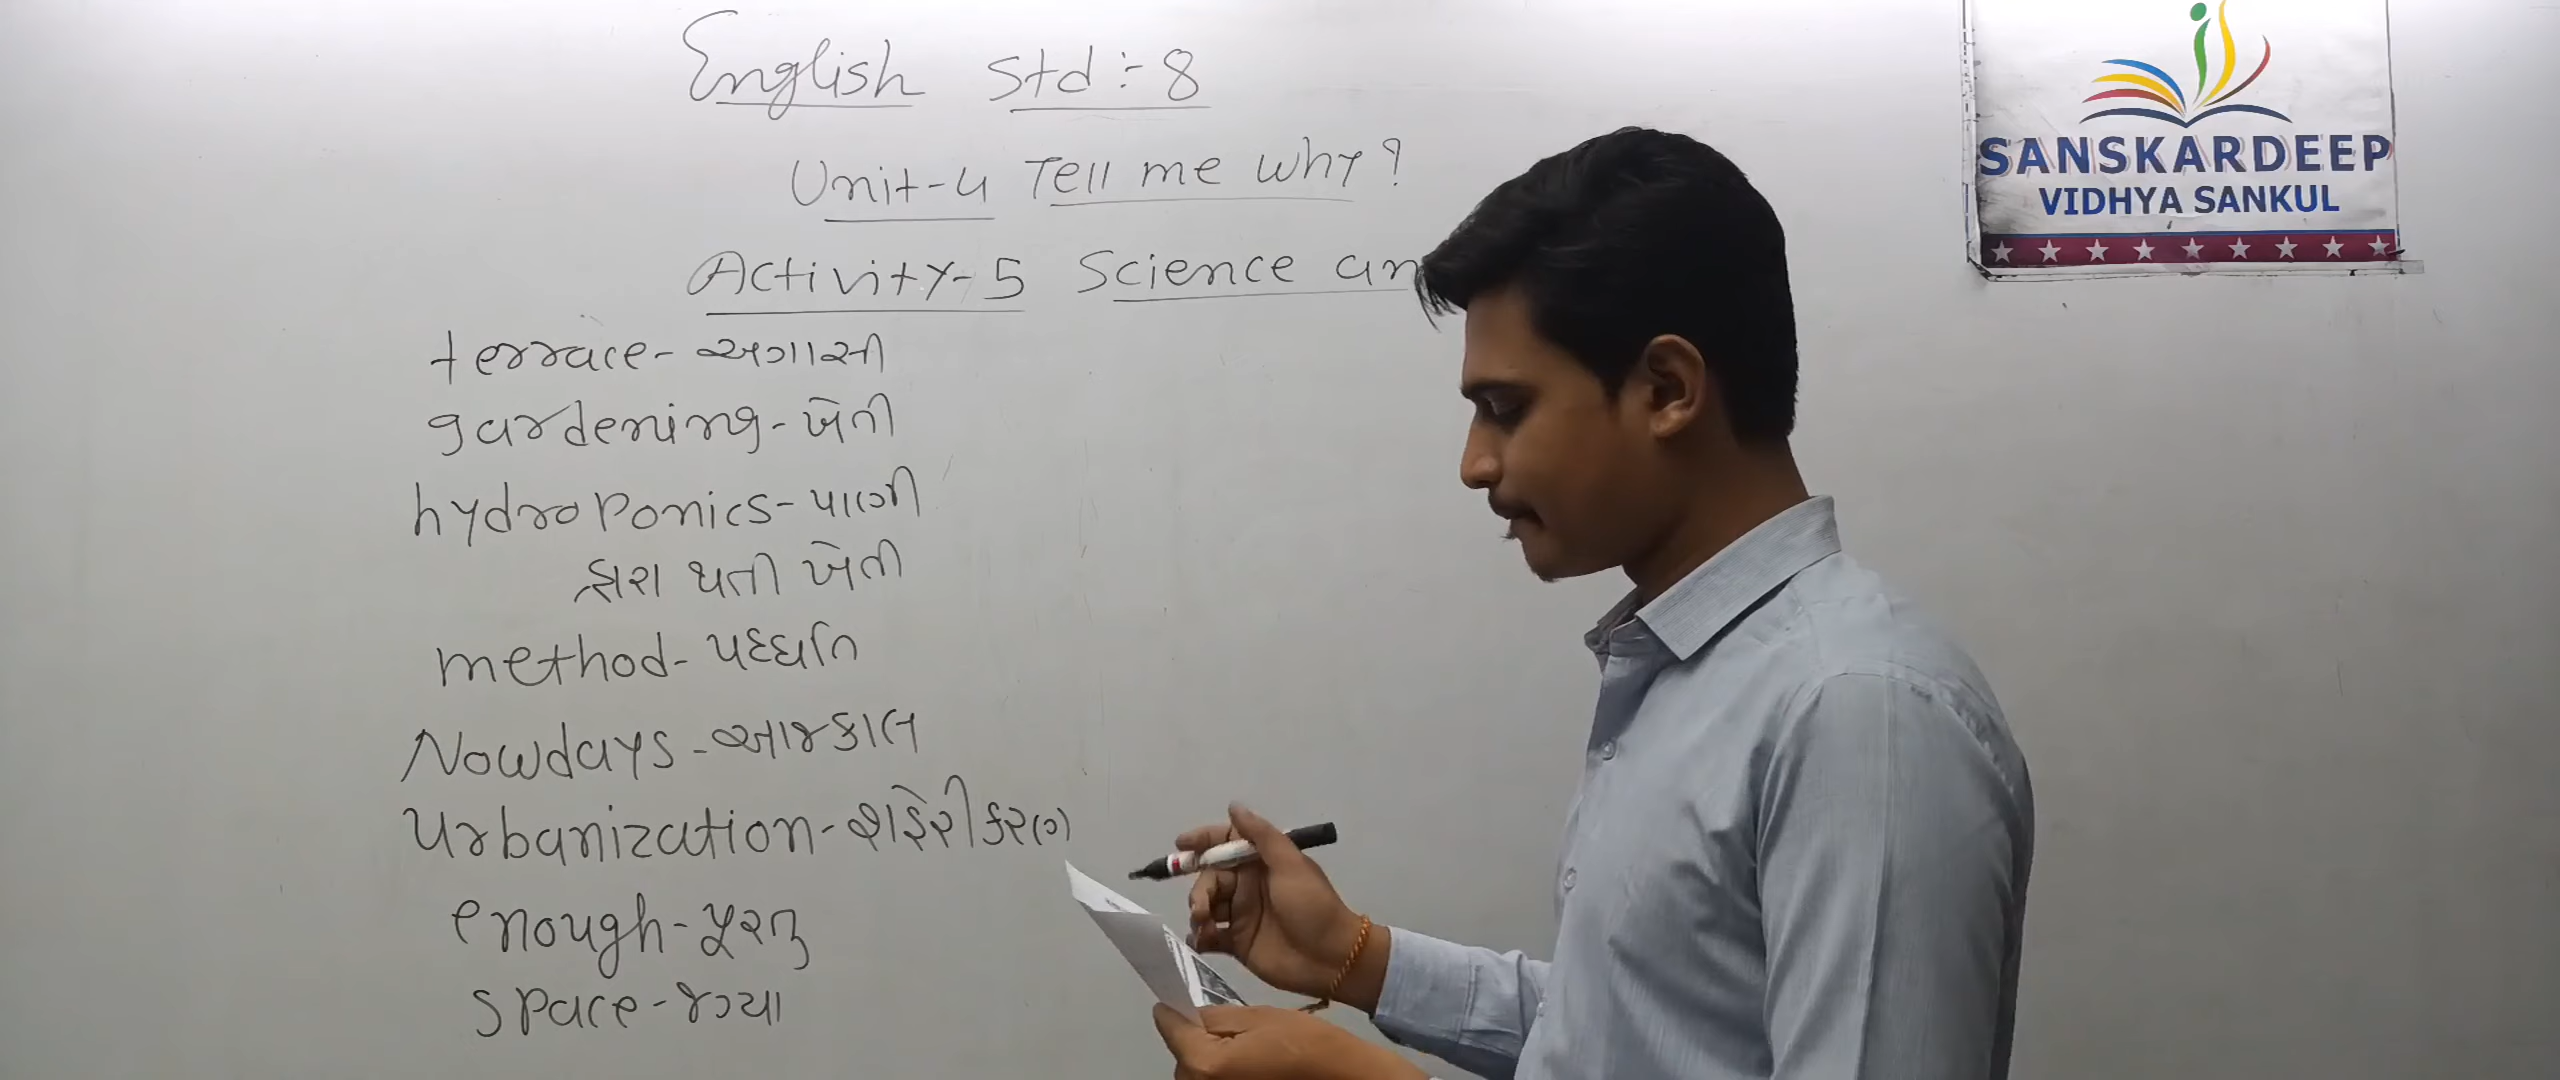 English Std :- 8
Unit-4 Tell me Why?
Activity-5 Science an
terrace - અગાસી
gardening - ખેતી
hydroponics - પાણી
દ્વારા થતી ખેતી
method - પધ્ધતિ
Nowdays - આજકાલ
Urbanization - શહેરીકરણ
enough - પુરતુ
space - જગ્યા
SANSKARDEEP
VIDHYA SANKUL